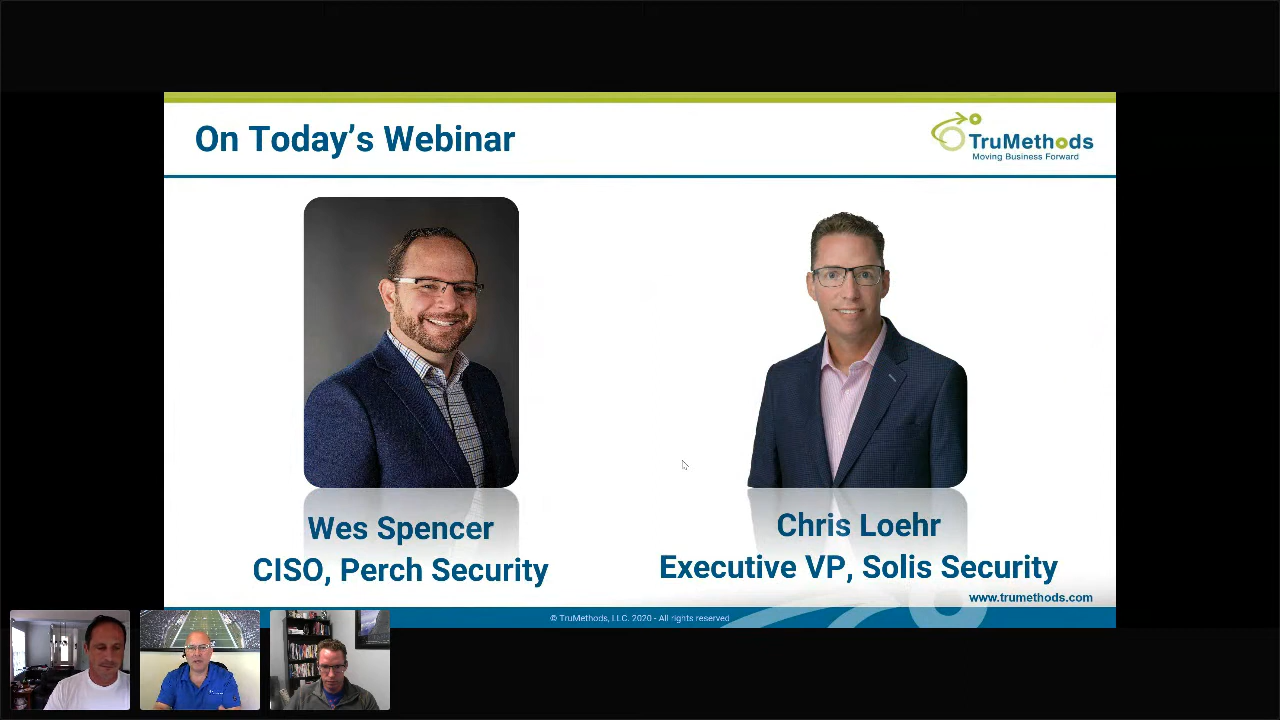 On Today's Webinar
TruMethods
Moving Business Forward
Wes Spencer
CISO, Perch Security
Chris Loehr
Executive VP, Solis Security
www.trumethods.com
© TruMethods, LLC. 2020 - All rights reserved